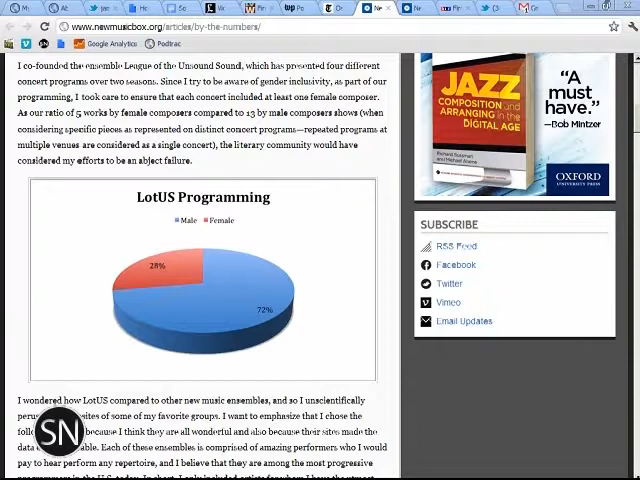 www.newmusicbox.org/articles/by-the-numbers/
Google Analytics
Podtrac
I co-founded the ensemble League of the Unsound Sound, which has presented four different
concert programs over two seasons. Since I try to be aware of gender inclusivity, as part of our
programming, I took care to ensure that each concert included at least one female composer.
As our ratio of 5 works by female composers compared to 13 by male composers shows (when
considering specific pieces as represented on distinct concert programs—repeated programs at
multiple venues are considered as a single concert), the literary community would have
considered my efforts to be an abject failure.
LotUS Programming
Male Female
28%
72%
I wondered how LotUS compared to other new music ensembles, and so I unscientifically
sites of some of my favorite groups. I want to emphasize that I chose the
because I think they are all wonderful and also because their sites made the
data Each of these ensembles is comprised of amazing performers who I would
pay to hear perform any repertoire, and I believe that they are among the most progressive
SN
JAZZ
COMPOSITION and
ARRANGING in the
DIGITAL AGE
"A
must
have."
—Bob Mintzer
OXFORD
UNIVERSITY PRESS
SUBSCRIBE
RSS Feed
Facebook
Twitter
Vimeo
Email Updates